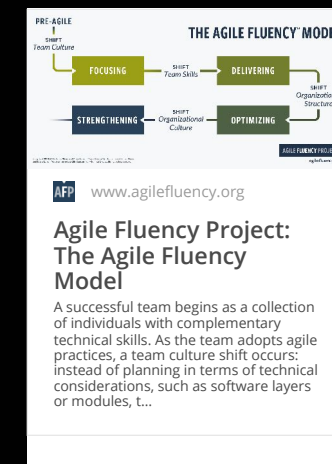 PRE-AGILE
THE AGILE FLUENCY™ MODE
SHIFT
Team Culture
FOCUSING
SHIFT
Team Skills
DELIVERING
SHIFT
Organizatio
Structure
STRENGTHENING
SHIFT
Organizational
Culture
OPTIMIZING
AGILE FLUENCY PROJE
AFP
www.agilefluency.org
Agile Fluency Project:
The Agile Fluency
Model
A successful team begins as a collection
of individuals with complementary
technical skills. As the team adopts agile
practices, a team culture shift occurs:
instead of planning in terms of technical
considerations, such as software layers
or modules, t...